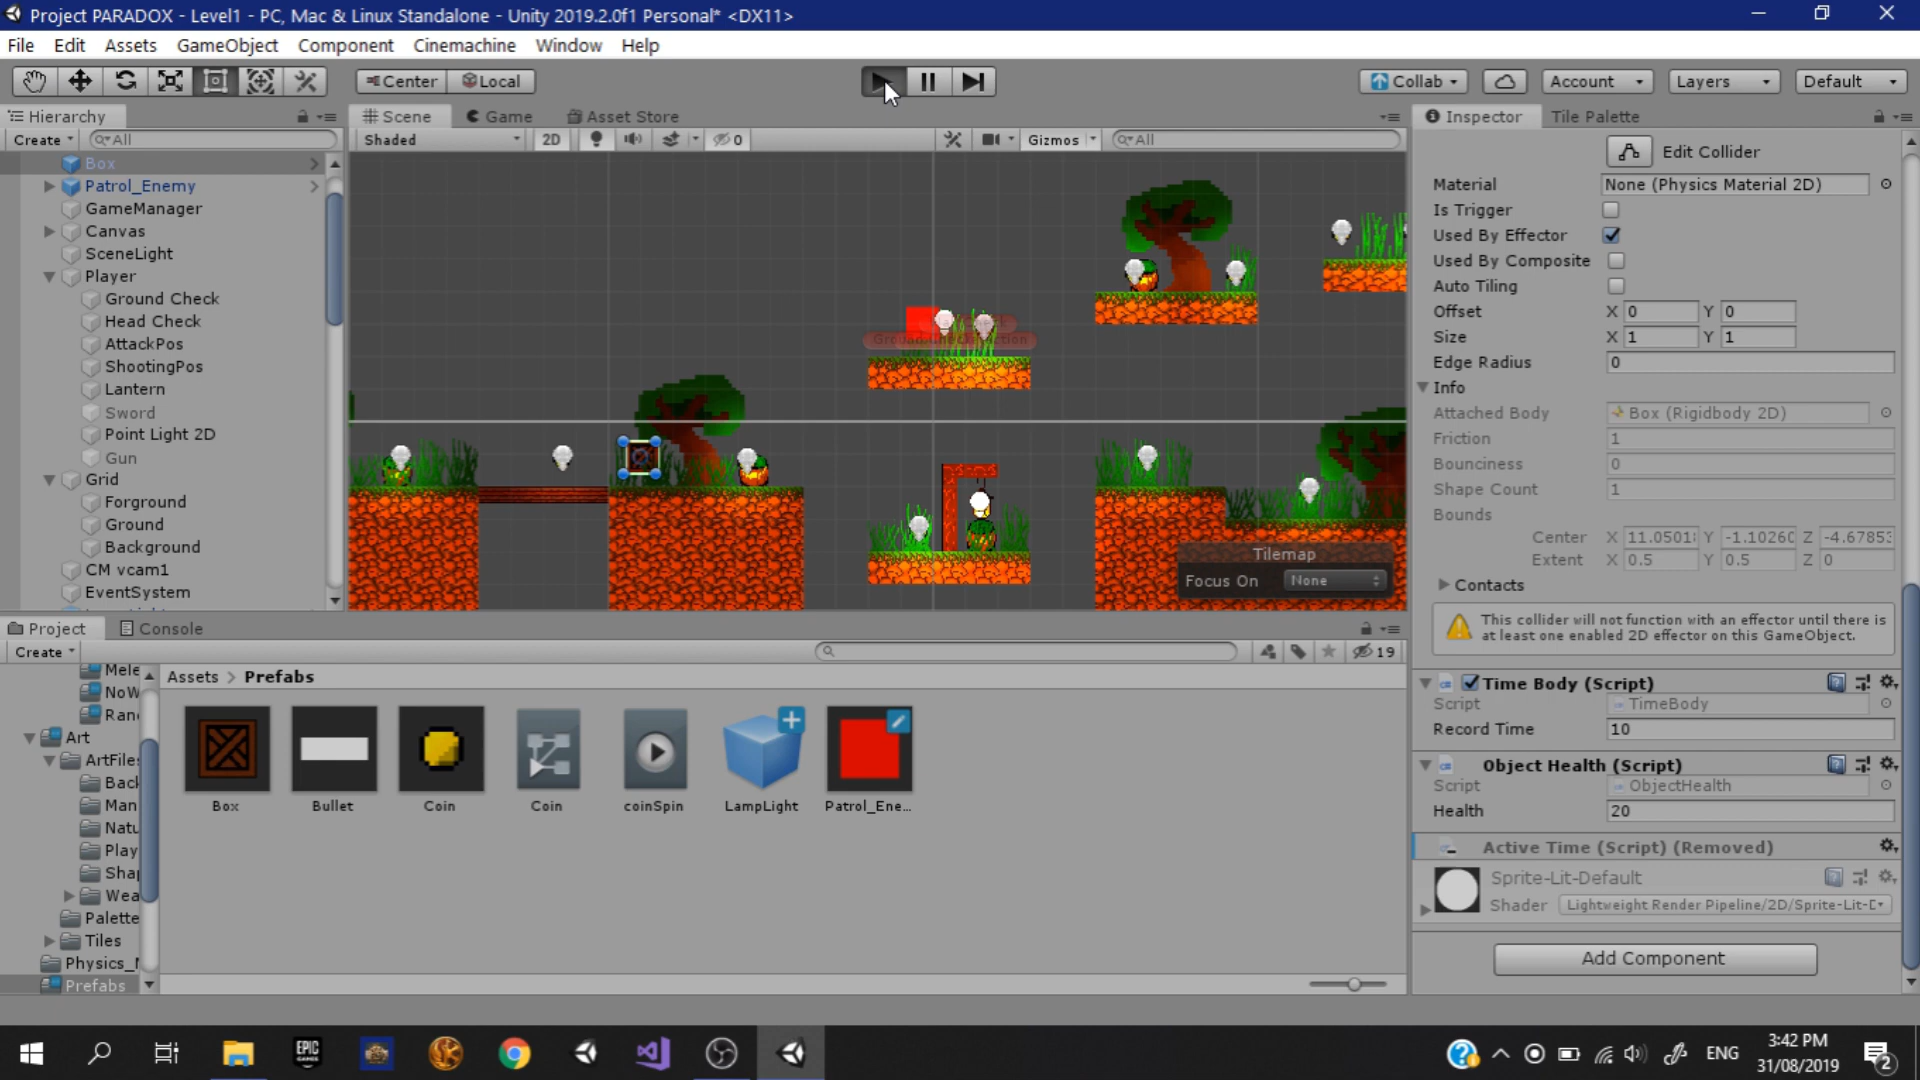 Project PARADOX - Level1 - PC, Mac & Linux Standalone - Unity 2019.2.0f1 Personal* <DX11>
File Edit Assets GameObject Component Cinemachine Window Help
Center Local Collab Account Layers Default
Hierarchy
Create All
Box
Patrol_Enemy
GameManager
Canvas
SceneLight
Player
Ground Check
Head Check
AttackPos
ShootingPos
Lantern
Sword
Point Light 2D
Gun
Grid
Forground
Ground
Background
CM vcam1
EventSystem
Scene Game Asset Store
Shaded 2D 0 Gizmos All
Tilemap
Focus On None
Inspector Tile Palette
Edit Collider
Material None (Physics Material 2D)
Is Trigger
Used By Effector
Used By Composite
Auto Tiling
Offset X 0 Y 0
Size X 1 Y 1
Edge Radius 0
Info
Attached Body Box (Rigidbody 2D)
Friction 1
Bounciness 0
Shape Count 1
Bounds
Center X 11.0501 Y -1.1026 Z -4.6785
Extent X 0.5 Y 0.5 Z 0
Contacts
This collider will not function with an effector until there is
at least one enabled 2D effector on this GameObject.
Time Body (Script)
Script TimeBody
Record Time 10
Object Health (Script)
Script ObjectHealth
Health 20
Active Time (Script) (Removed)
Sprite-Lit-Default
Shader Lightweight Render Pipeline/2D/Sprite-Lit-D
Add Component
Project Console
Create 19
Mele
NoW
Ran
Art
ArtFiles
Back
Man
Natu
Play
Shap
Wea
Palette
Tiles
Physics_M
Prefabs
Assets > Prefabs
Box Bullet Coin Coin coinSpin LampLight Patrol_Ene...
EPIC
GAMES
ENG
3:42 PM
31/08/2019
2